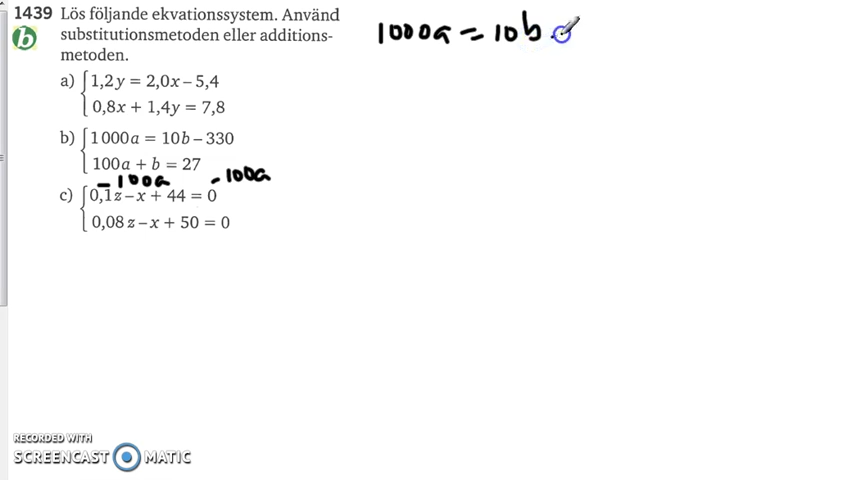 1439 Lös följande ekvationssystem. Använd
b substitutionsmetoden eller additions-
metoden.
a) 1,2y = 2,0x – 5,4
0,8x + 1,4y = 7,8
b) 1 000a = 10b – 330
100a + b = 27
– 100a - 100a
c) 0,1z – x + 44 = 0
0,08z – x + 50 = 0
1000a = 10b
RECORDED WITH
SCREENCAST MATIC